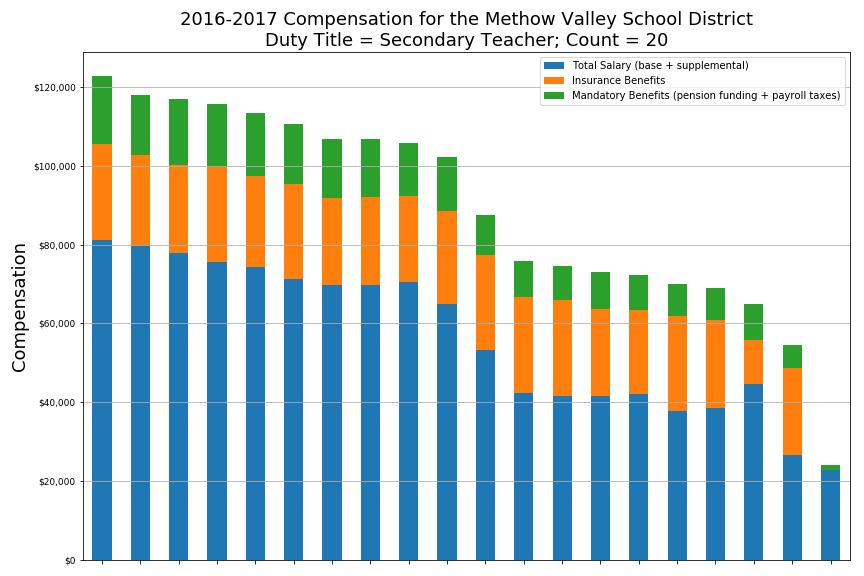 2016-2017 Compensation for the Methow Valley School District
Duty Title = Secondary Teacher; Count = 20
Total Salary (base + supplemental)
Insurance Benefits
Mandatory Benefits (pension funding + payroll taxes)
Compensation
$120,000
$100,000
$80,000
$60,000
$40,000
$20,000
$0